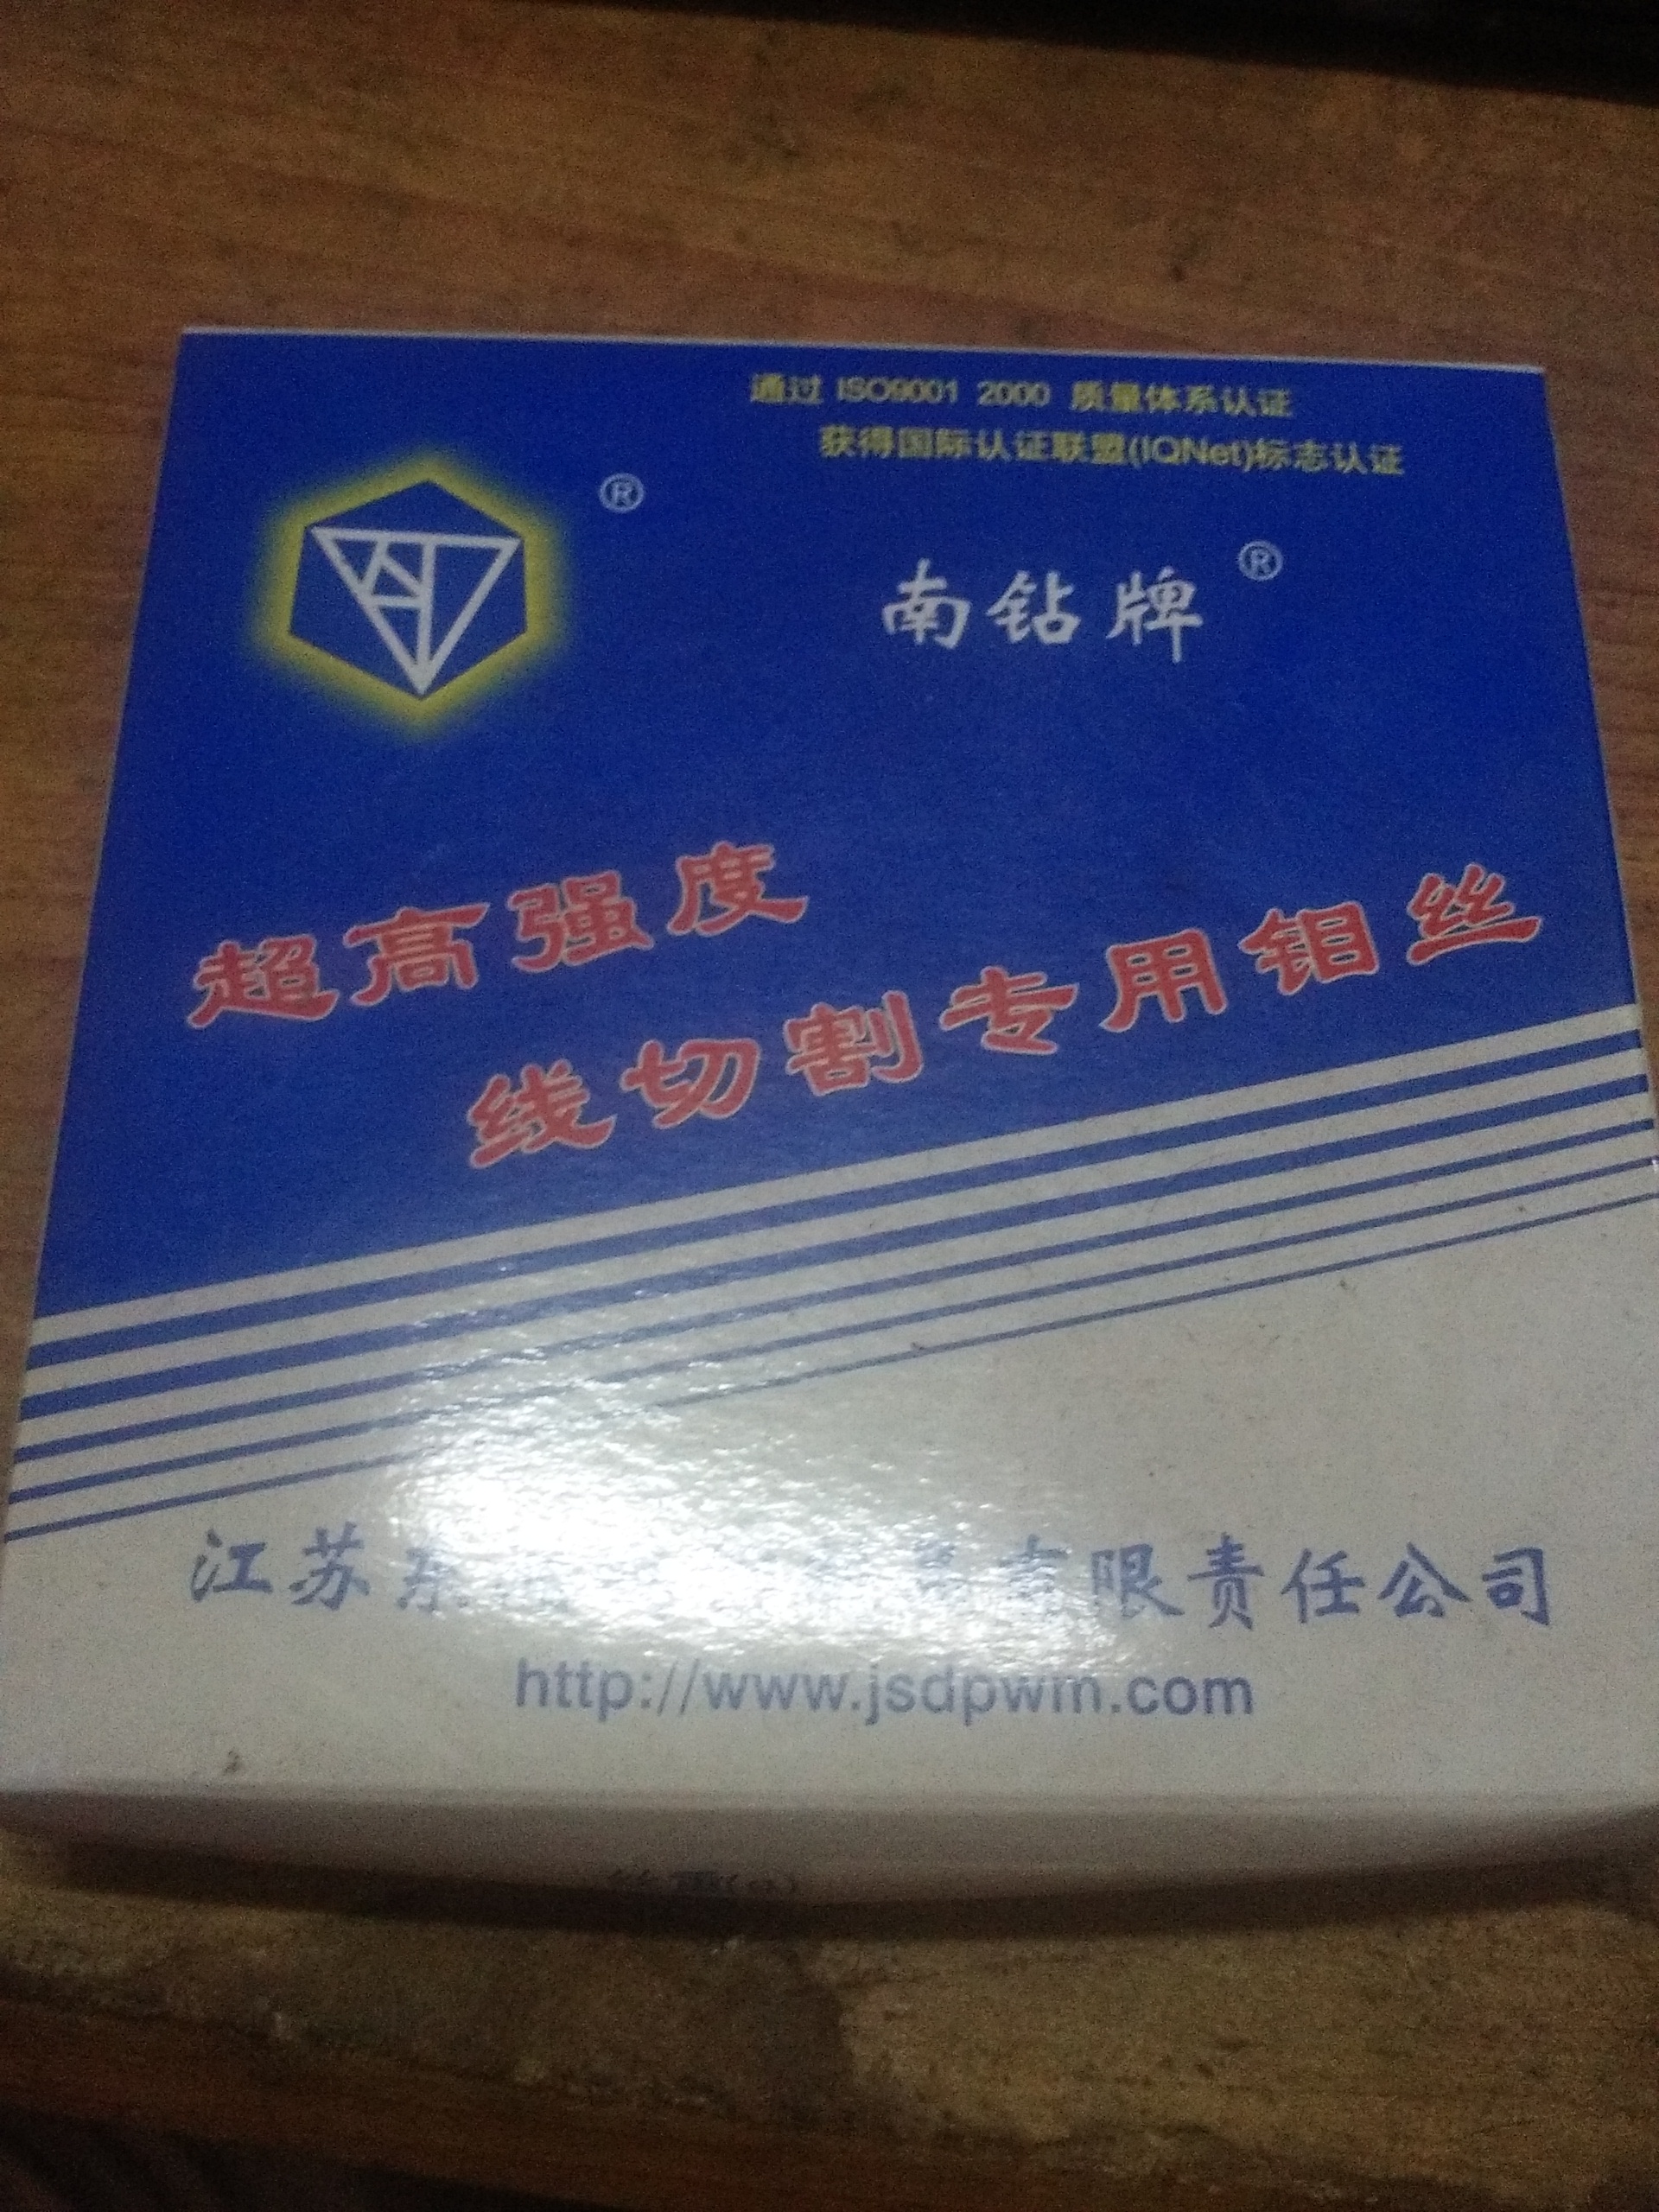 通过 ISO9001 2000 质量体系认证
获得国际认证联盟(IQNet)标志认证
®
南钻牌 ®
超高强度
线切割专用钼丝
江苏东 有限责任公司
http://www.jsdpwm.com